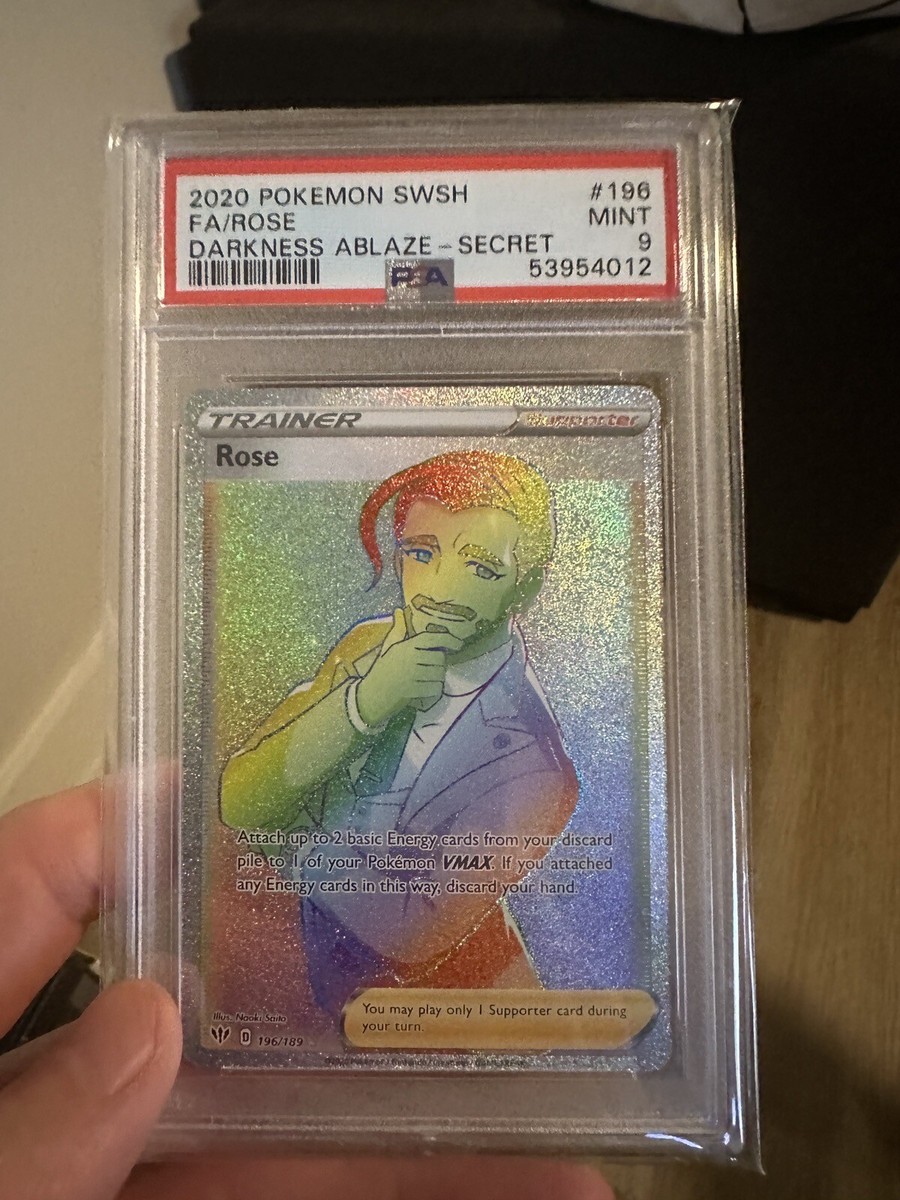 2020 POKEMON SWSH #196
FA/ROSE MINT
DARKNESS ABLAZE - SECRET 9
53954012
PSA
TRAINER Supporter
Rose
Attach up to 2 basic Energy cards from your discard
pile to 1 of your Pokémon VMAX. If you attached
any Energy cards in this way, discard your hand.
You may play only 1 Supporter card during
your turn.
Illus. Naoki Saito
D 196/189